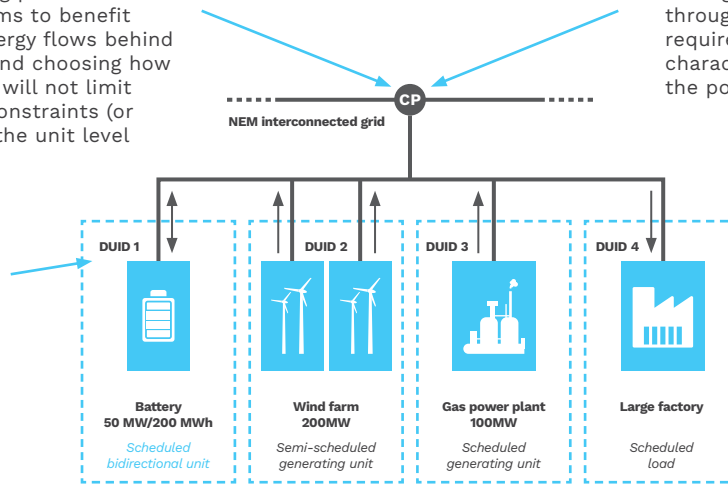 ms to benefit
ergy flows behind
nd choosing how
will not limit
onstraints (or
the unit level
throug
require
charac
the po
CP
NEM interconnected grid
DUID 1
DUID 2
DUID 3
DUID 4
Battery
50 MW/200 MWh
Scheduled
bidirectional unit
Wind farm
200MW
Semi-scheduled
generating unit
Gas power plant
100MW
Scheduled
generating unit
Large factory
Scheduled
load